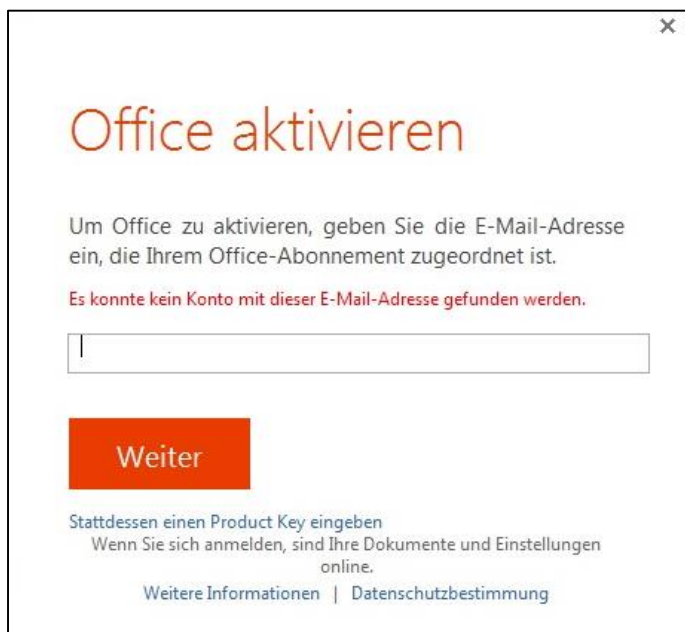 Office aktivieren
Um Office zu aktivieren, geben Sie die E-Mail-Adresse
ein, die Ihrem Office-Abonnement zugeordnet ist.
Es konnte kein Konto mit dieser E-Mail-Adresse gefunden werden.
Weiter
Stattdessen einen Product Key eingeben
Wenn Sie sich anmelden, sind Ihre Dokumente und Einstellungen
online.
Weitere Informationen | Datenschutzbestimmung